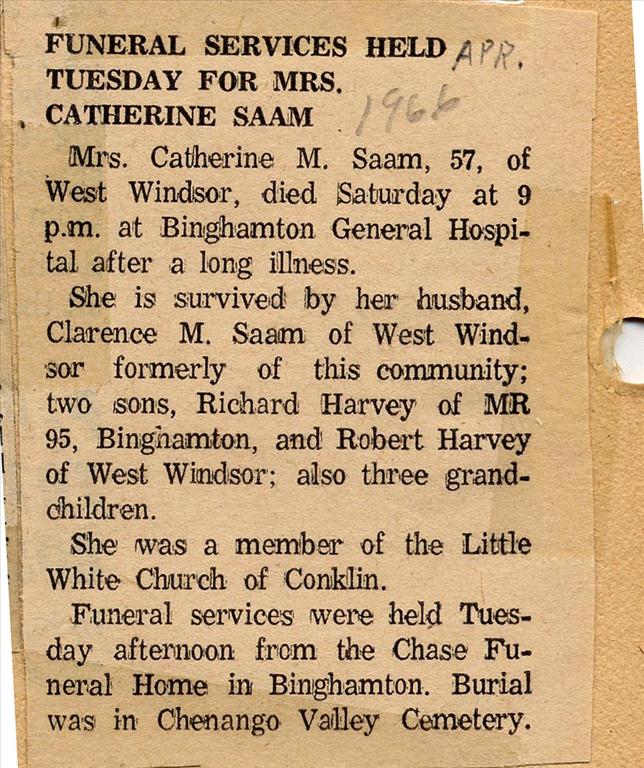 FUNERAL SERVICES HELD APR.
TUESDAY FOR MRS.
CATHERINE SAAM 1966
Mrs. Catherine M. Saam, 57, of
West Windsor, died Saturday at 9
p.m. at Binghamton General Hospi-
tal after a long illness.
She is survived by her husband,
Clarence M. Saam of West Wind-
sor formerly of this community;
two sons, Richard Harvey of MR
95, Binghamton, and Robert Harvey
of West Windsor; also three grand-
children.
She was a member of the Little
White Church of Conklin.
Funeral services were held Tues-
day afternoon from the Chase Fu-
neral Home in Binghamton. Burial
was in Chenango Valley Cemetery.